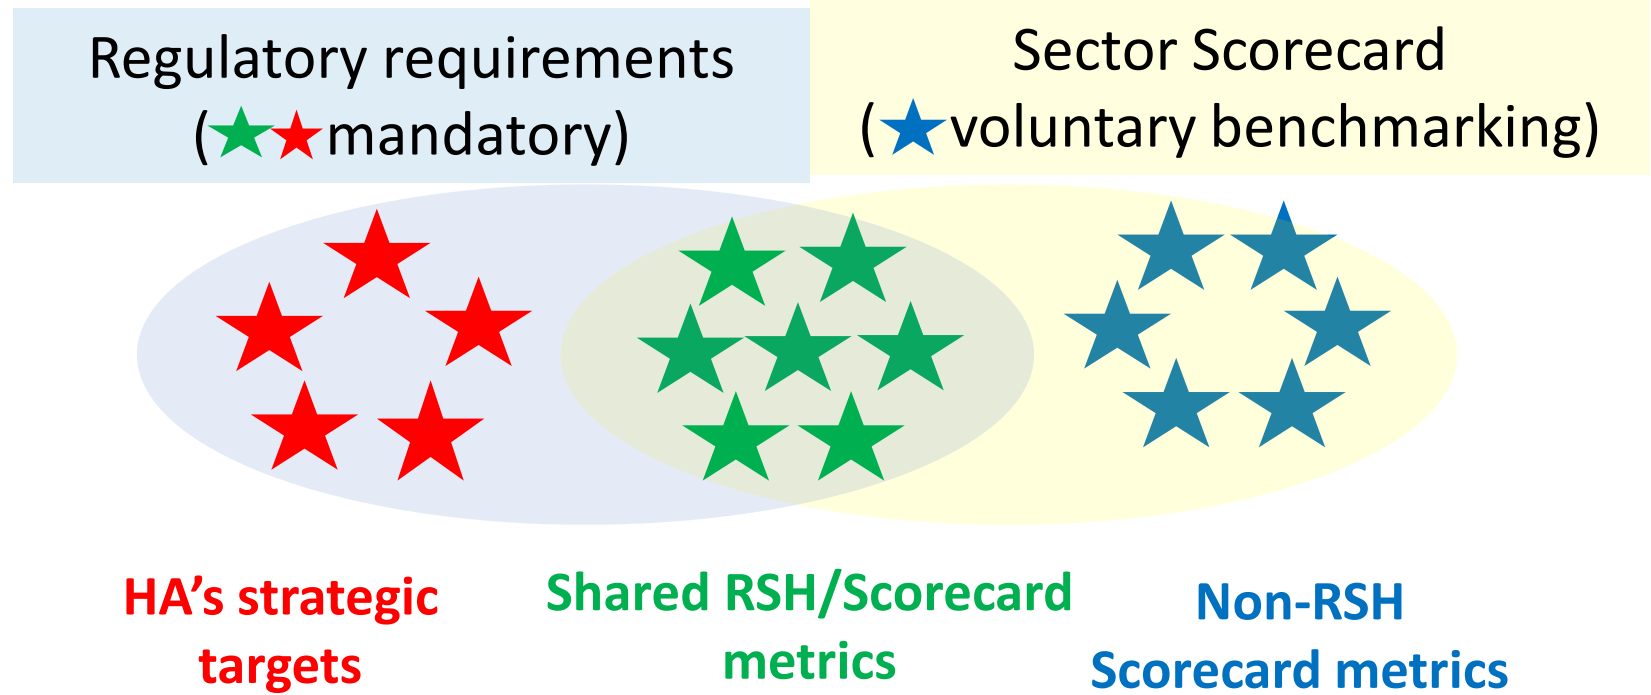 Regulatory requirements
(mandatory)
Sector Scorecard
(voluntary benchmarking)
HA’s strategic
targets
Shared RSH/Scorecard
metrics
Non-RSH
Scorecard metrics